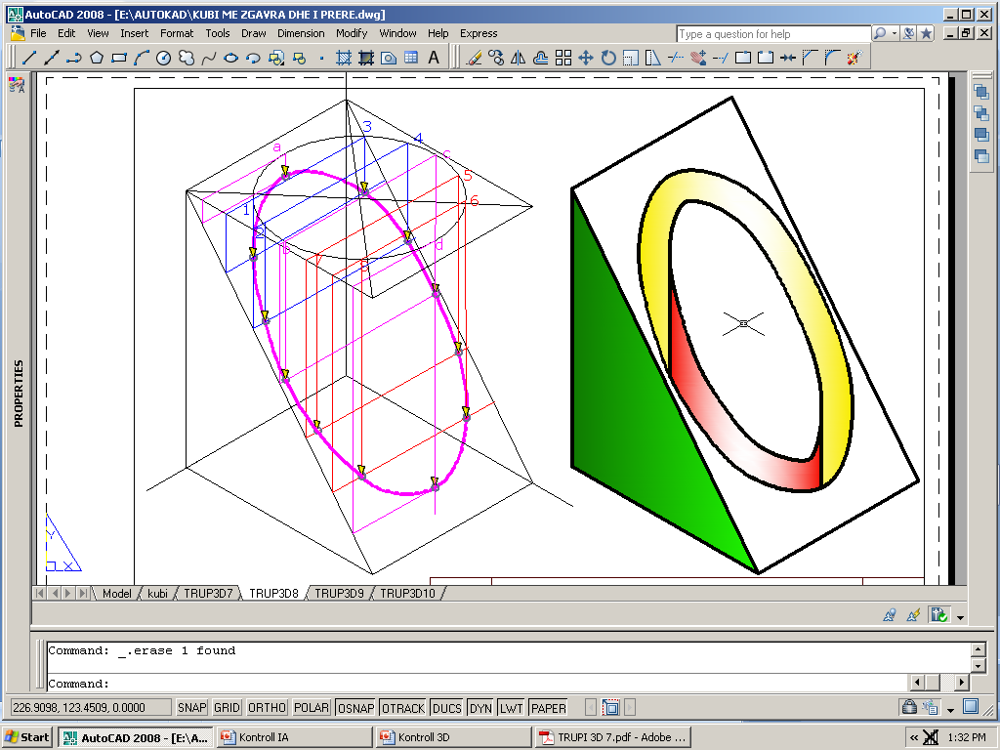 AutoCAD 2008 - [E:\AUTOKAD\KUBI ME ZGAVRA DHE I PRERE.dwg]
File Edit View Insert Format Tools Draw Dimension Modify Window Help Express
Type a question for help
A
PROPERTIES
3
a
4
c
5
6
1
2
b
d
7
8
Y
X
Model kubi TRUP3D7 TRUP3D8 TRUP3D9 TRUP3D10
Command: _.erase 1 found
Command:
226.9098, 123.4509, 0.0000 SNAP GRID ORTHO POLAR OSNAP OTRACK DUCS DYN LWT PAPER
Start AutoCAD 2008 - [E:\A... Kontroll IA Kontroll 3D TRUPI 3D 7.pdf - Adobe ... « 1:32 PM